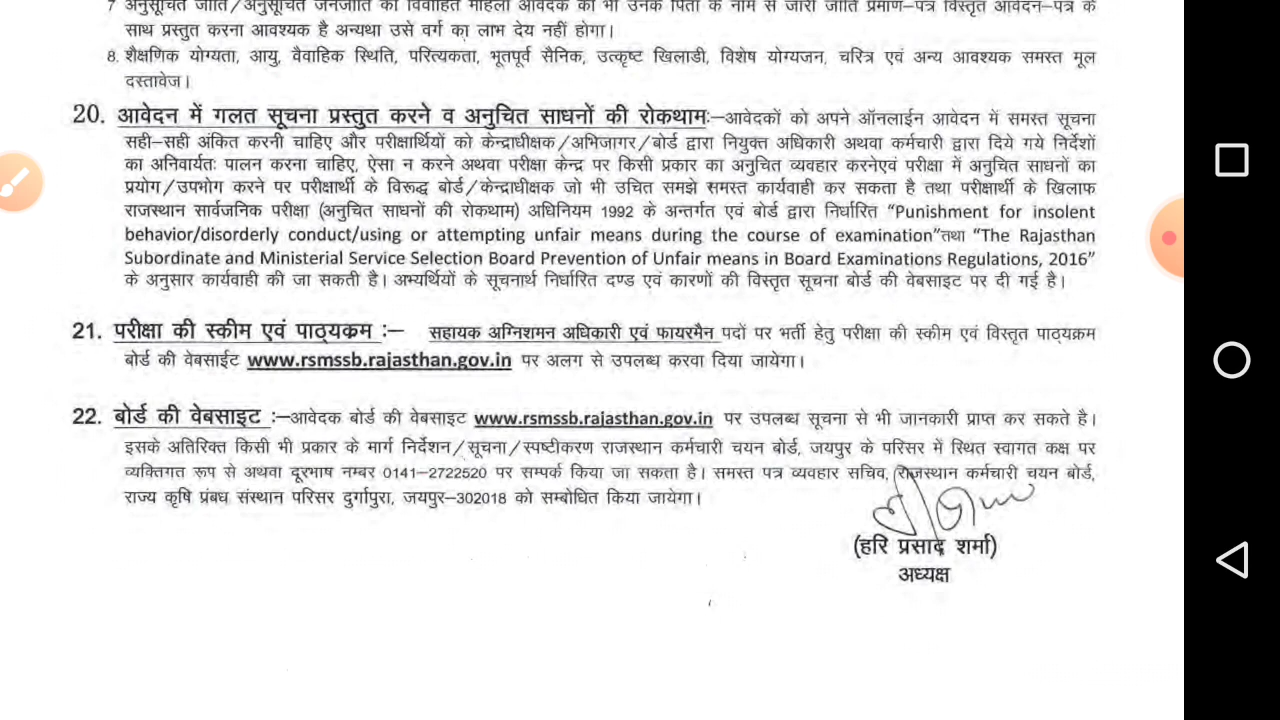 7 अनुसूचित जाति/अनुसूचित जनजाति की विवाहित महिला आवेदक को भी उनके पिता के नाम से जारी जाति प्रमाण–पत्र विस्तृत आवेदन–पत्र के
साथ प्रस्तुत करना आवश्यक है अन्यथा उसे वर्ग का लाभ देय नहीं होगा।
8. शैक्षणिक योग्यता, आयु, वैवाहिक स्थिति, परित्यकता, भूतपूर्व सैनिक, उत्कृष्ट खिलाडी, विशेष योग्यजन, चरित्र एवं अन्य आवश्यक समस्त मूल
दस्तावेज।
20. आवेदन में गलत सूचना प्रस्तुत करने व अनुचित साधनों की रोकथामः–आवेदकों को अपने ऑनलाईन आवेदन में समस्त सूचना
सही–सही अंकित करनी चाहिए और परीक्षार्थियों को केन्द्राधीक्षक/अभिजागर/बोर्ड द्वारा नियुक्त अधिकारी अथवा कर्मचारी द्वारा दिये गये निर्देशों
का अनिवार्यतः पालन करना चाहिए, ऐसा न करने अथवा परीक्षा केन्द्र पर किसी प्रकार का अनुचित व्यवहार करनेएवं परीक्षा में अनुचित साधनों का
प्रयोग/उपभोग करने पर परीक्षार्थी के विरूद्ध बोर्ड/केन्द्राधीक्षक जो भी उचित समझे समस्त कार्यवाही कर सकता है तथा परीक्षार्थी के खिलाफ
राजस्थान सार्वजनिक परीक्षा (अनुचित साधनों की रोकथाम) अधिनियम 1992 के अन्तर्गत एवं बोर्ड द्वारा निर्धारित “Punishment for insolent
behavior/disorderly conduct/using or attempting unfair means during the course of examination”तथा “The Rajasthan
Subordinate and Ministerial Service Selection Board Prevention of Unfair means in Board Examinations Regulations, 2016”
के अनुसार कार्यवाही की जा सकती है। अभ्यर्थियों के सूचनार्थ निर्धारित दण्ड एवं कारणों की विस्तृत सूचना बोर्ड की वेबसाइट पर दी गई है।
21. परीक्षा की स्कीम एवं पाठ्यक्रम :– सहायक अग्निशमन अधिकारी एवं फायरमैन पदों पर भर्ती हेतु परीक्षा की स्कीम एवं विस्तृत पाठ्यक्रम
बोर्ड की वेबसाईट www.rsmssb.rajasthan.gov.in पर अलग से उपलब्ध करवा दिया जायेगा।
22. बोर्ड की वेबसाइट :–आवेदक बोर्ड की वेबसाइट www.rsmssb.rajasthan.gov.in पर उपलब्ध सूचना से भी जानकारी प्राप्त कर सकते है।
इसके अतिरिक्त किसी भी प्रकार के मार्ग निर्देशन/सूचना/स्पष्टीकरण राजस्थान कर्मचारी चयन बोर्ड, जयपुर के परिसर में स्थित स्वागत कक्ष पर
व्यक्तिगत रूप से अथवा दूरभाष नम्बर 0141–2722520 पर सम्पर्क किया जा सकता है। समस्त पत्र व्यवहार सचिव, राजस्थान कर्मचारी चयन बोर्ड,
राज्य कृषि प्रंबध संस्थान परिसर दुर्गापुरा, जयपुर–302018 को सम्बोधित किया जायेगा।
(हरि प्रसाद शर्मा)
अध्यक्ष